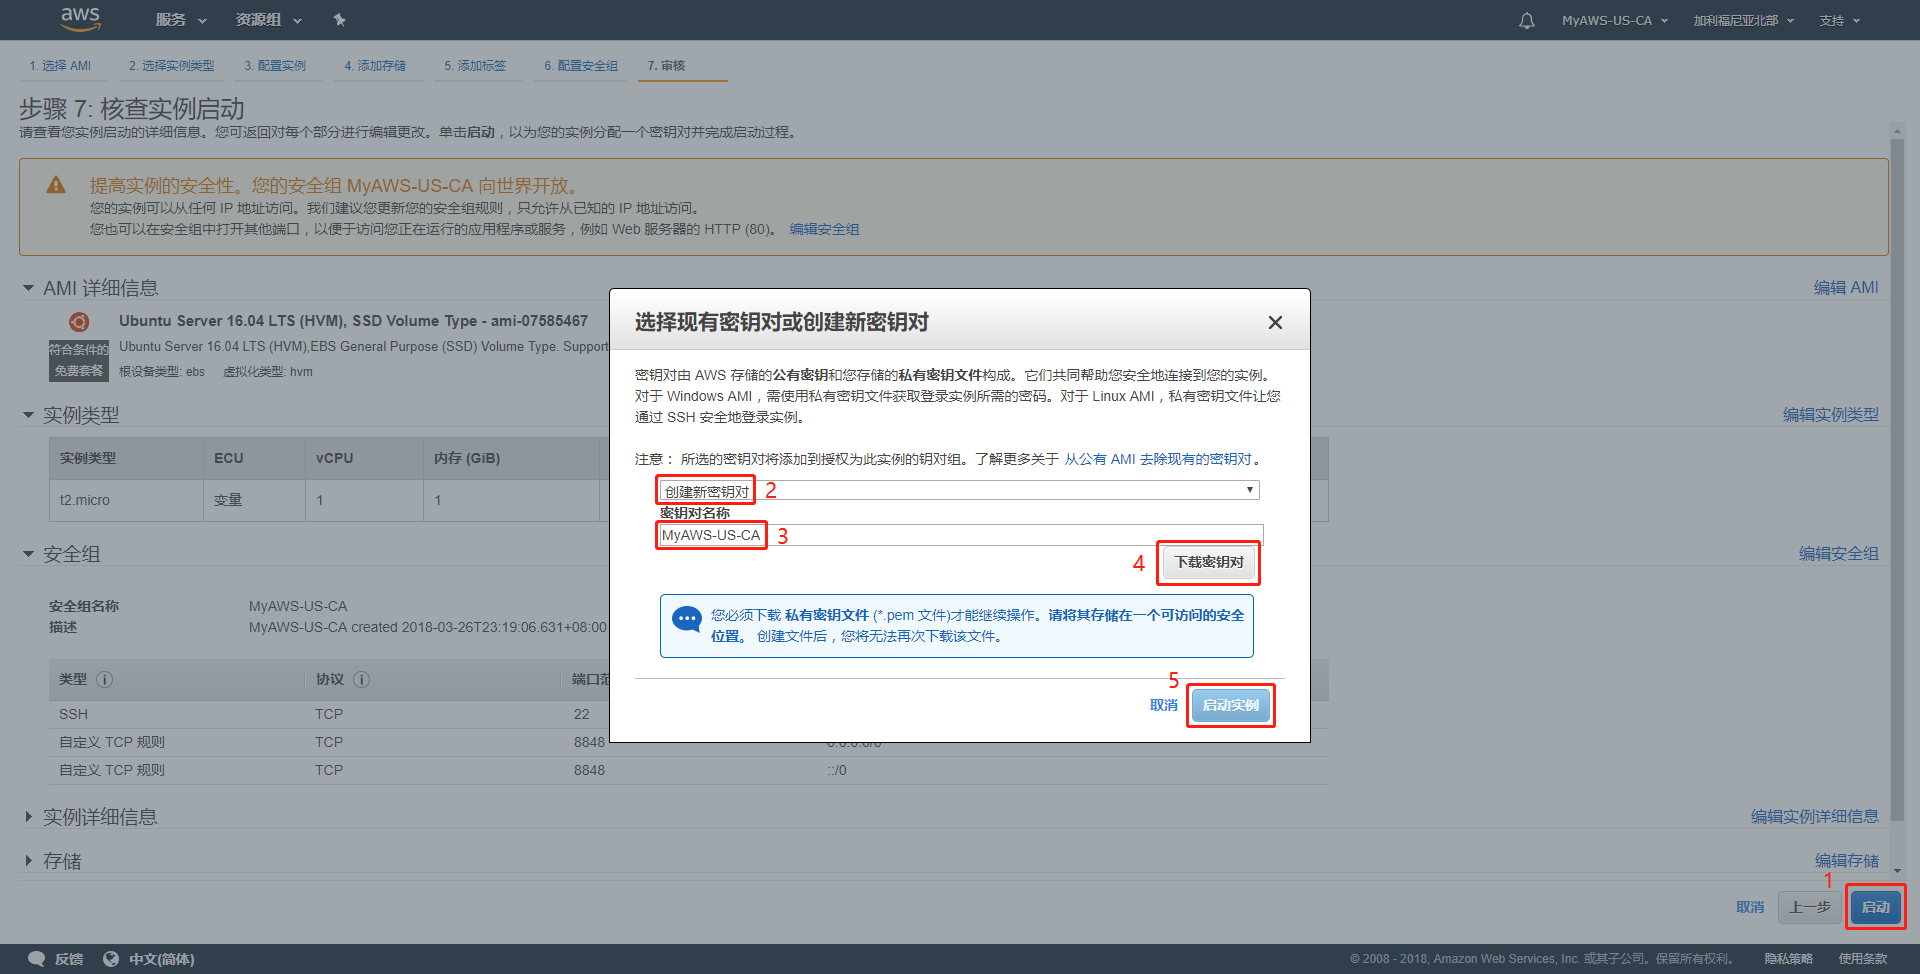 aws 服务 资源组 MyAWS-US-CA 加利福尼亚北部 支持
1. 选择 AMI 2. 选择实例类型 3. 配置实例 4. 添加存储 5. 添加标签 6. 配置安全组 7. 审核
步骤 7: 核查实例启动
请查看您实例启动的详细信息。您可返回对每个部分进行编辑更改。单击启动，以为您的实例分配一个密钥对并完成启动过程。
提高实例的安全性。您的安全组 MyAWS-US-CA 向世界开放。
您的实例可以从任何 IP 地址访问。我们建议您更新您的安全组规则，只允许从已知的 IP 地址访问。
您也可以在安全组中打开其他端口，以便于访问您正在运行的应用程序或服务，例如 Web 服务器的 HTTP (80)。 编辑安全组
AMI 详细信息 编辑 AMI
Ubuntu Server 16.04 LTS (HVM), SSD Volume Type - ami-07585467
符合条件的
免费套餐
Ubuntu Server 16.04 LTS (HVM),EBS General Purpose (SSD) Volume Type. Support
根设备类型: ebs 虚拟化类型: hvm
实例类型 编辑实例类型
实例类型 ECU vCPU 内存 (GiB)
t2.micro 变量 1 1
安全组 编辑安全组
安全组名称 MyAWS-US-CA
描述 MyAWS-US-CA created 2018-03-26T23:19:06.631+08:00
类型 协议 端口范
SSH TCP 22
自定义 TCP 规则 TCP 8848 0.0.0.0/0
自定义 TCP 规则 TCP 8848 ::/0
实例详细信息 编辑实例详细信息
存储 编辑存储
1
取消 上一步 启动
选择现有密钥对或创建新密钥对
密钥对由 AWS 存储的公有密钥和您存储的私有密钥文件构成。它们共同帮助您安全地连接到您的实例。
对于 Windows AMI，需使用私有密钥文件获取登录实例所需的密码。对于 Linux AMI，私有密钥文件让您
通过 SSH 安全地登录实例。
注意： 所选的密钥对将添加到授权为此实例的钥对组。了解更多关于 从公有 AMI 去除现有的密钥对。
创建新密钥对 2
密钥对名称
MyAWS-US-CA 3
4 下载密钥对
您必须下载 私有密钥文件 (*.pem 文件)才能继续操作。请将其存储在一个可访问的安全
位置。 创建文件后，您将无法再次下载该文件。
5
取消 启动实例
反馈 中文(简体) © 2008 - 2018, Amazon Web Services, Inc. 或其子公司。保留所有权利。 隐私策略 使用条款